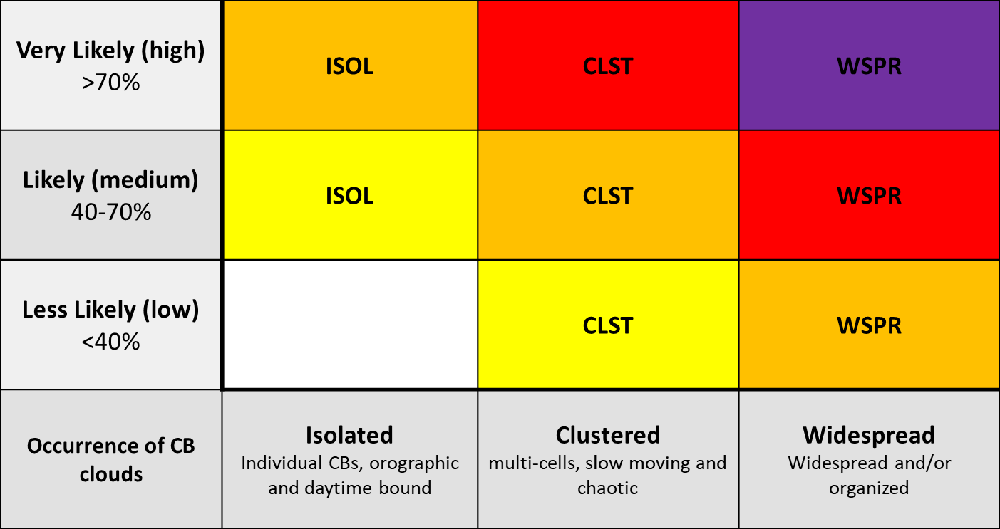 Very Likely (high)
>70%
ISOL
CLST
WSPR
Likely (medium)
40-70%
ISOL
CLST
WSPR
Less Likely (low)
<40%
CLST
WSPR
Occurrence of CB
clouds
Isolated
Individual CBs, orographic
and daytime bound
Clustered
multi-cells, slow moving and
chaotic
Widespread
Widespread and/or
organized